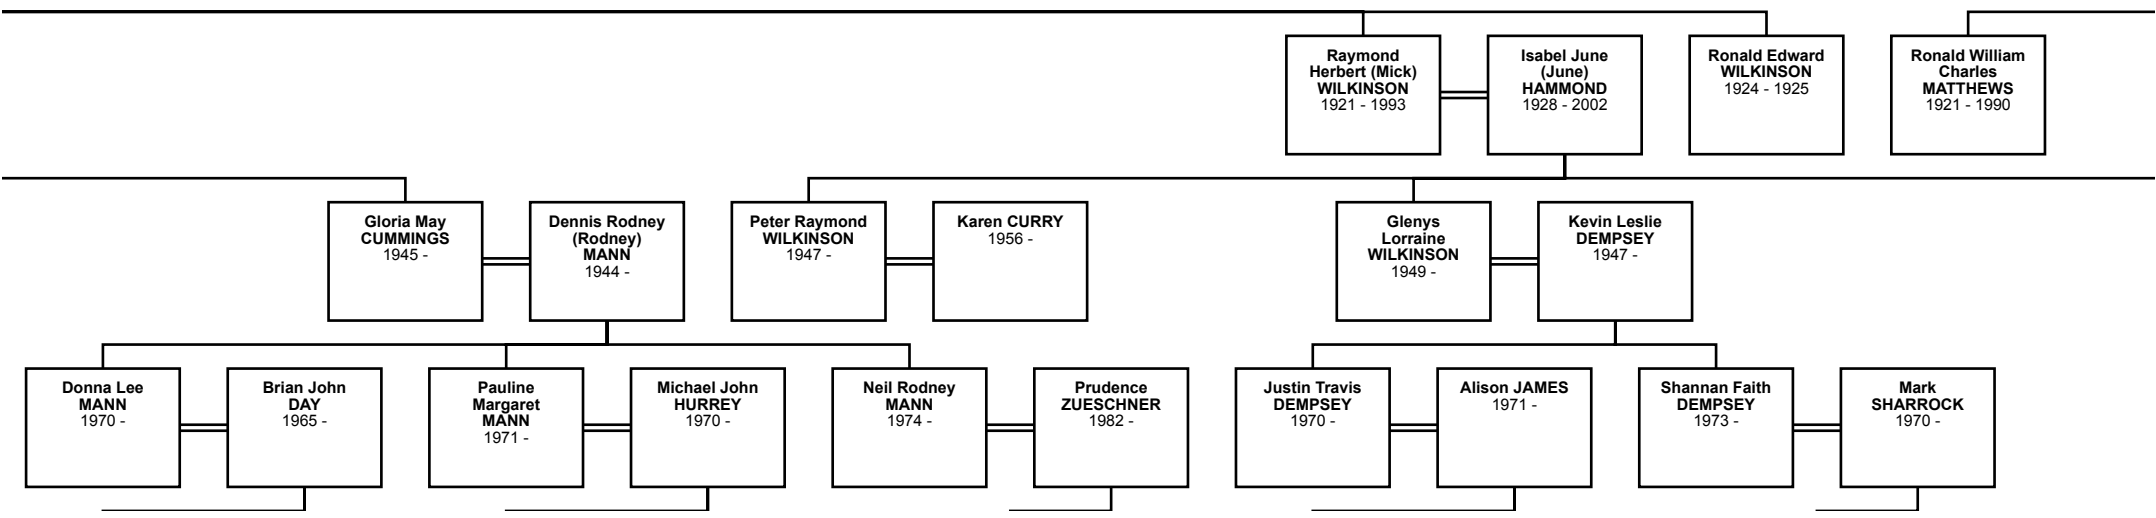 Raymond
Herbert (Mick)
WILKINSON
1921 - 1993
Isabel June
(June)
HAMMOND
1928 - 2002
Ronald Edward
WILKINSON
1924 - 1925
Ronald William
Charles
MATTHEWS
1921 - 1990
Gloria May
CUMMINGS
1945 -
Dennis Rodney
(Rodney)
MANN
1944 -
Peter Raymond
WILKINSON
1947 -
Karen CURRY
1956 -
Glenys
Lorraine
WILKINSON
1949 -
Kevin Leslie
DEMPSEY
1947 -
Donna Lee
MANN
1970 -
Brian John
DAY
1965 -
Pauline
Margaret
MANN
1971 -
Michael John
HURREY
1970 -
Neil Rodney
MANN
1974 -
Prudence
ZUESCHNER
1982 -
Justin Travis
DEMPSEY
1970 -
Alison JAMES
1971 -
Shannan Faith
DEMPSEY
1973 -
Mark
SHARROCK
1970 -